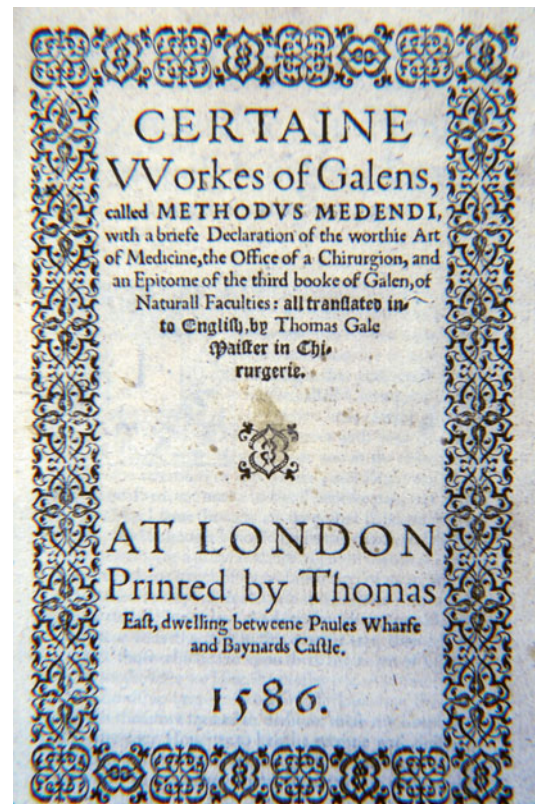 CERTAINE
VVorkes of Galens,
called METHODVS MEDENDI,
with a briefe Declaration of the worthie Art
of Medicine, the Office of a Chirurgion, and
an Epitome of the third booke of Galen, of
Naturall Faculties: all translated in-
to English, by Thomas Gale
Maister in Chi-
rurgerie.
AT LONDON
Printed by Thomas
East, dwelling betweene Paules Wharfe
and Baynards Castle.
1586.